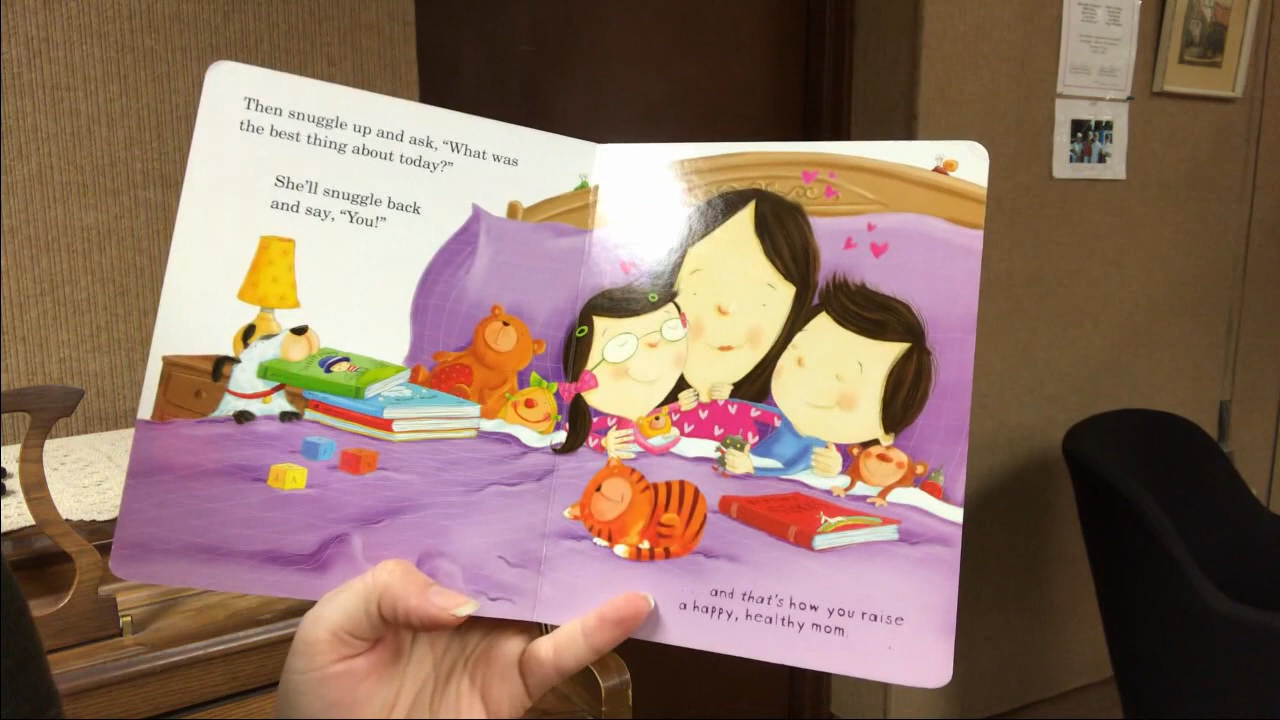 Then snuggle up and ask, “What was
the best thing about today?”
She’ll snuggle back
and say, “You!”
. . . and that’s how you raise
a happy, healthy mom.